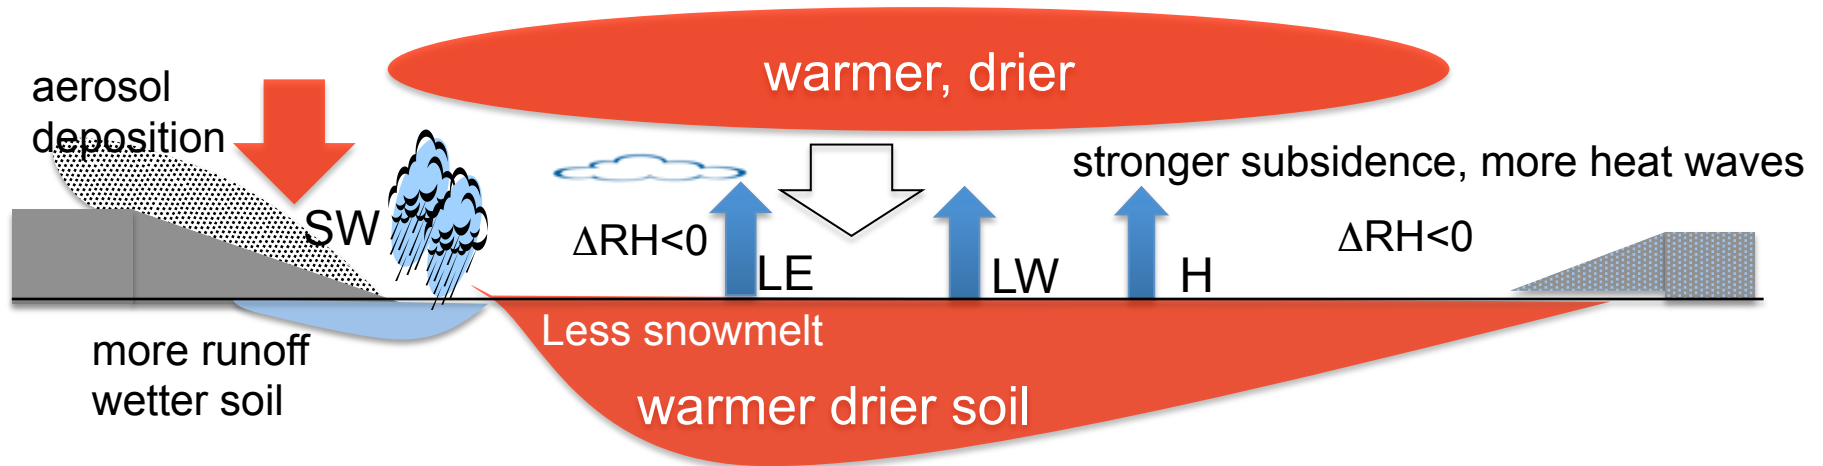 warmer, drier
aerosol
deposition
stronger subsidence, more heat waves
SW
ΔRH<0
ΔRH<0
LE
LW
H
Less snowmelt
more runoff
wetter soil
warmer drier soil